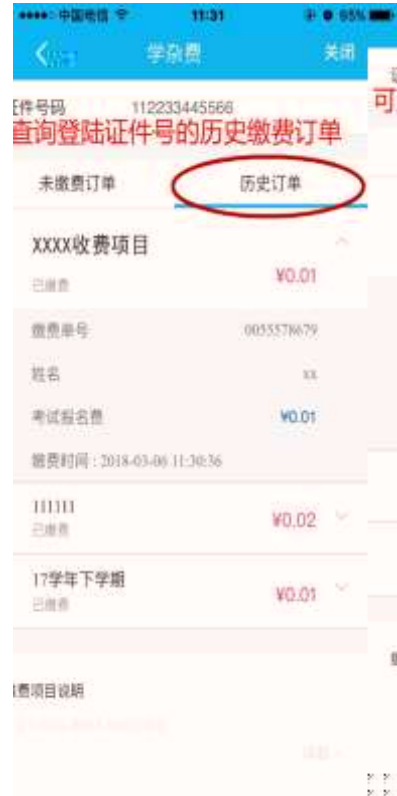 中国电信 11:31 65%
学杂费 关闭
证件号码 112233445566
查询登陆证件号的历史缴费订单
可
未缴费订单 历史订单
XXXX收费项目
已缴费 ¥0.01
缴费单号 0055578679
姓名 xx
考试报名费 ¥0.01
缴费时间 : 2018-03-06 11:30:36
111111
已缴费 ¥0.02
17学年下学期
已缴费 ¥0.01
费项目说明